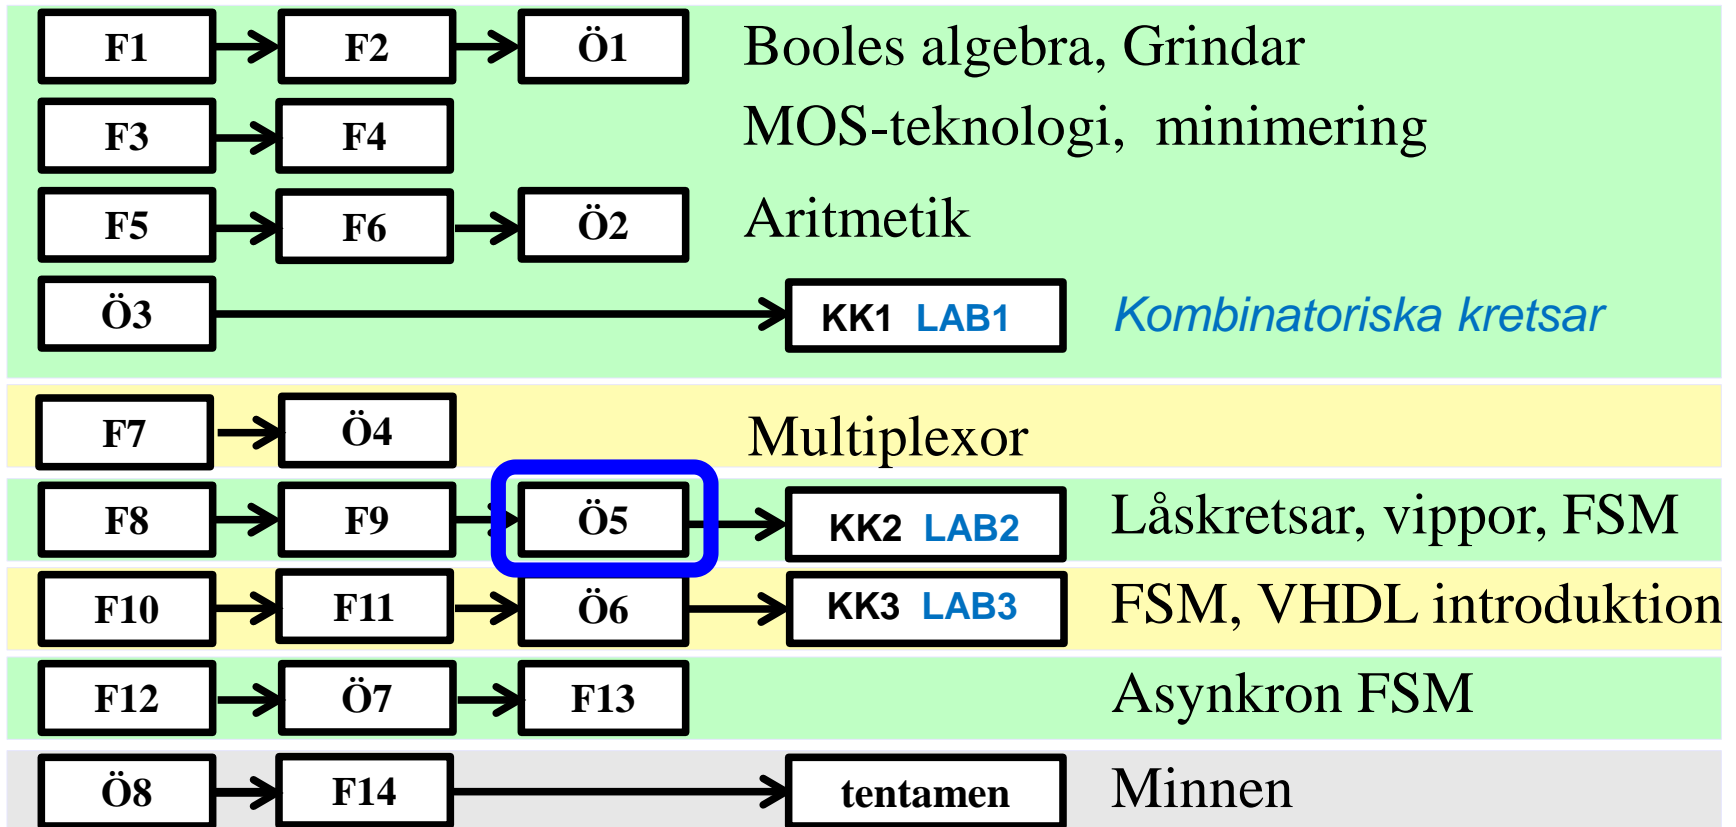 F1 F2 Ö1 Booles algebra, Grindar
F3 F4 MOS-teknologi, minimering
F5 F6 Ö2 Aritmetik
Ö3 KK1 LAB1 Kombinatoriska kretsar
F7 Ö4 Multiplexor
F8 F9 Ö5 KK2 LAB2 Låskretsar, vippor, FSM
F10 F11 Ö6 KK3 LAB3 FSM, VHDL introduktion
F12 Ö7 F13 Asynkron FSM
Ö8 F14 tentamen Minnen